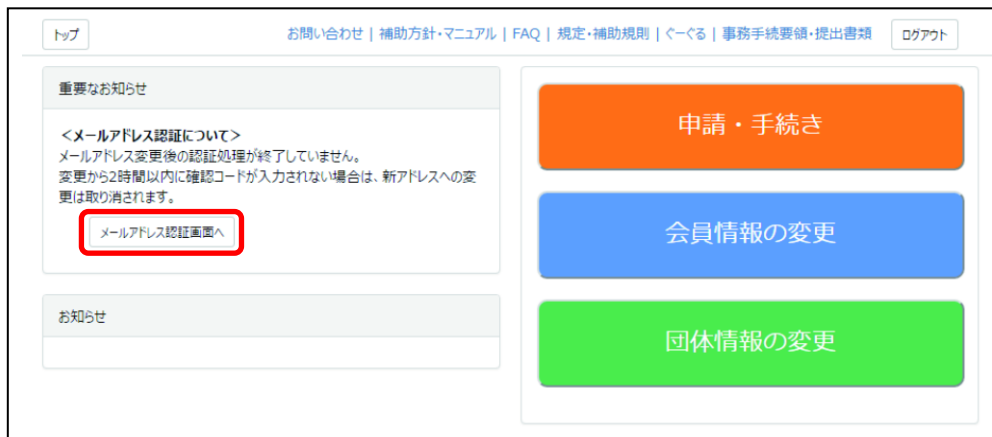 トップ
お問い合わせ | 補助方針・マニュアル | FAQ | 規定・補助規則 | ぐーぐる | 事務手続要領・提出書類
ログアウト
重要なお知らせ
<メールアドレス認証について>
メールアドレス変更後の認証処理が終了していません。
変更から2時間以内に確認コードが入力されない場合は、新アドレスへの変
更は取り消されます。
メールアドレス認証画面へ
お知らせ
申請・手続き
会員情報の変更
団体情報の変更